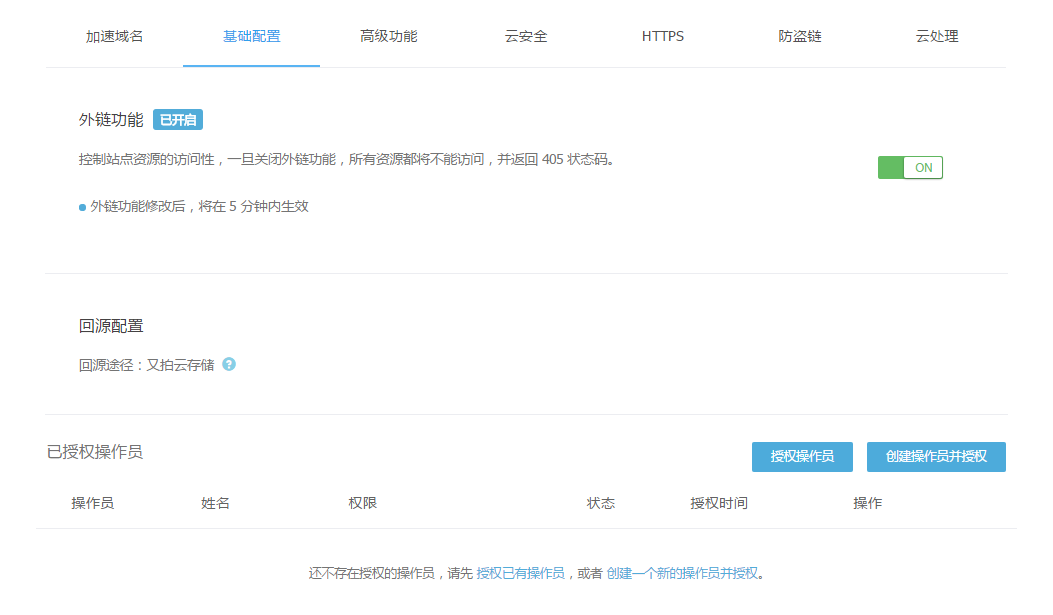 加速域名 基础配置 高级功能 云安全 HTTPS 防盗链 云处理
外链功能 已开启
控制站点资源的访问性，一旦关闭外链功能，所有资源都将不能访问，并返回 405 状态码。
ON
外链功能修改后，将在 5 分钟内生效
回源配置
回源途径：又拍云存储 ?
已授权操作员 授权操作员 创建操作员并授权
操作员 姓名 权限 状态 授权时间 操作
还不存在授权的操作员，请先 授权已有操作员，或者 创建一个新的操作员并授权。